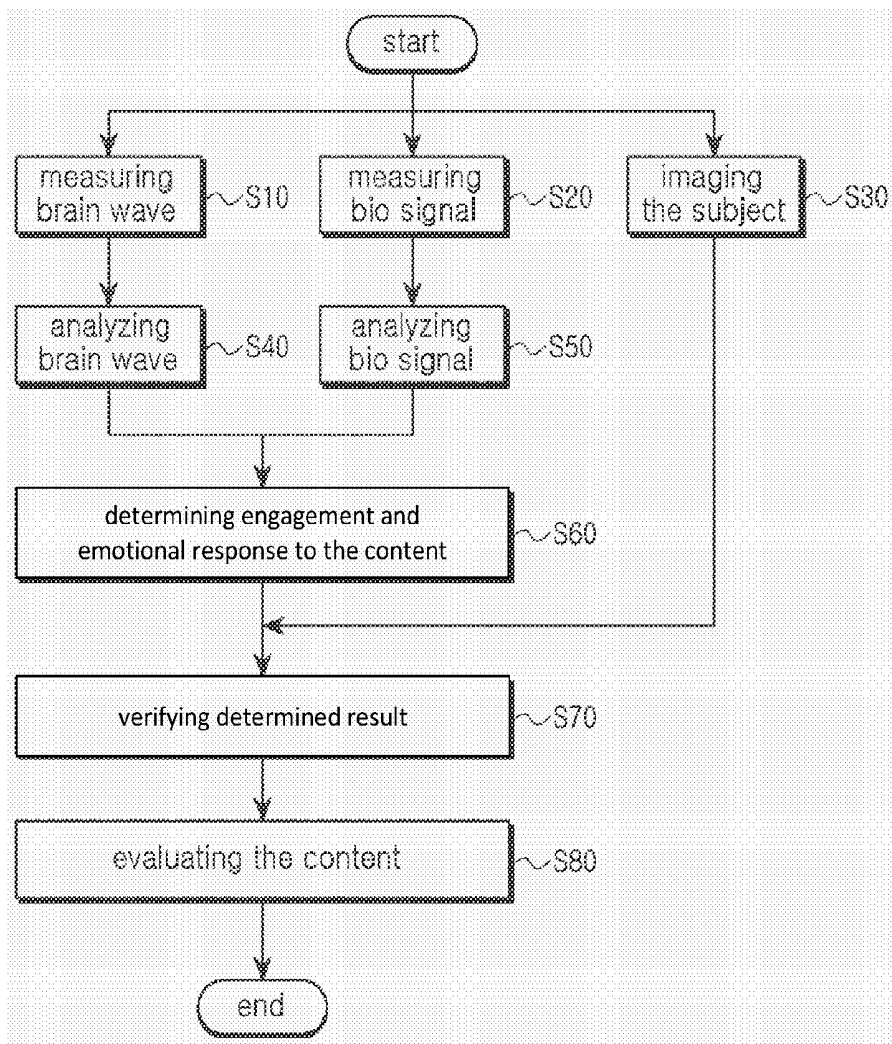 start
measuring
brain wave
S10
measuring
bio signal
S20
imaging
the subject
S30
analyzing
brain wave
S40
analyzing
bio signal
S50
determining engagement and
emotional response to the content
S60
verifying determined result
S70
evaluating the content
S80
end